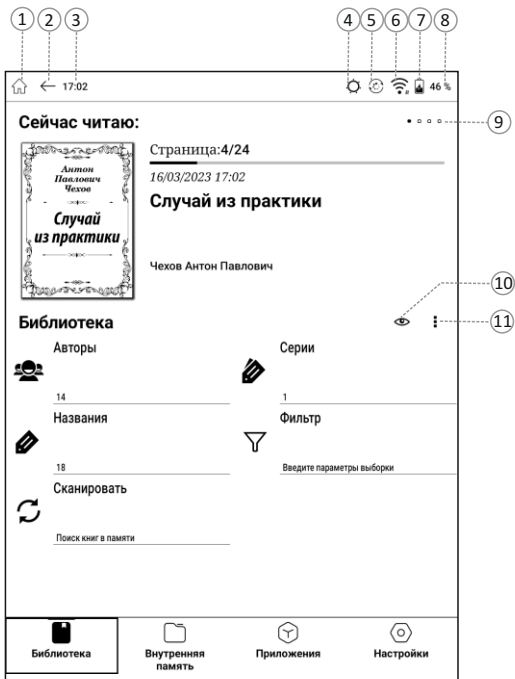 1 2 3 4 5 6 7 8
17:02 46 %
9
Сейчас читаю:
Страница:4/24
16/03/2023 17:02
Случай из практики
Антон
Павлович
Чехов
Случай
из практики
Чехов Антон Павлович
10
11
Библиотека
Авторы
14
Серии
1
Названия
18
Фильтр
Введите параметры выборки
Сканировать
Поиск книг в памяти
Библиотека
Внутренняя
память
Приложения
Настройки